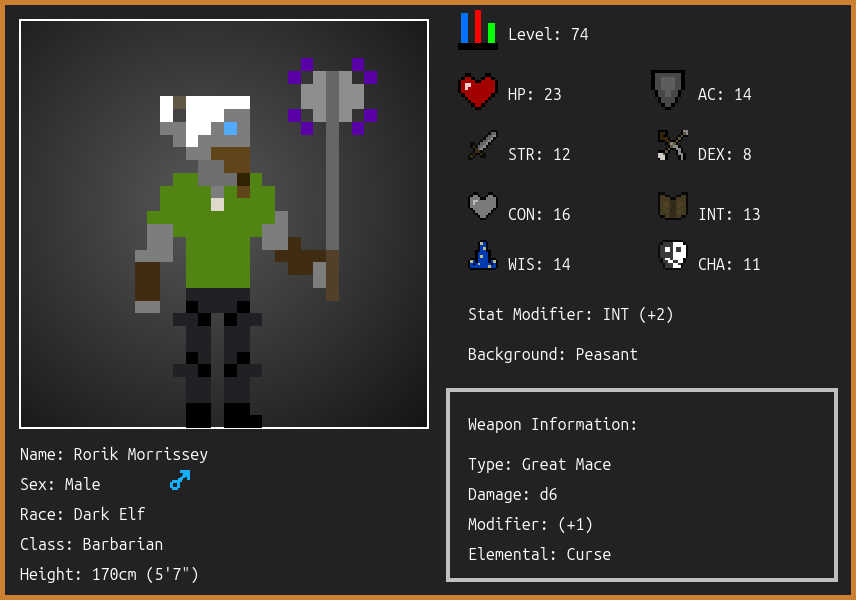 Level: 74
HP: 23
AC: 14
STR: 12
DEX: 8
CON: 16
INT: 13
WIS: 14
CHA: 11
Stat Modifier: INT (+2)
Background: Peasant
Weapon Information:
Type: Great Mace
Damage: d6
Modifier: (+1)
Elemental: Curse
Name: Rorik Morrissey
Sex: Male
Race: Dark Elf
Class: Barbarian
Height: 170cm (5'7")